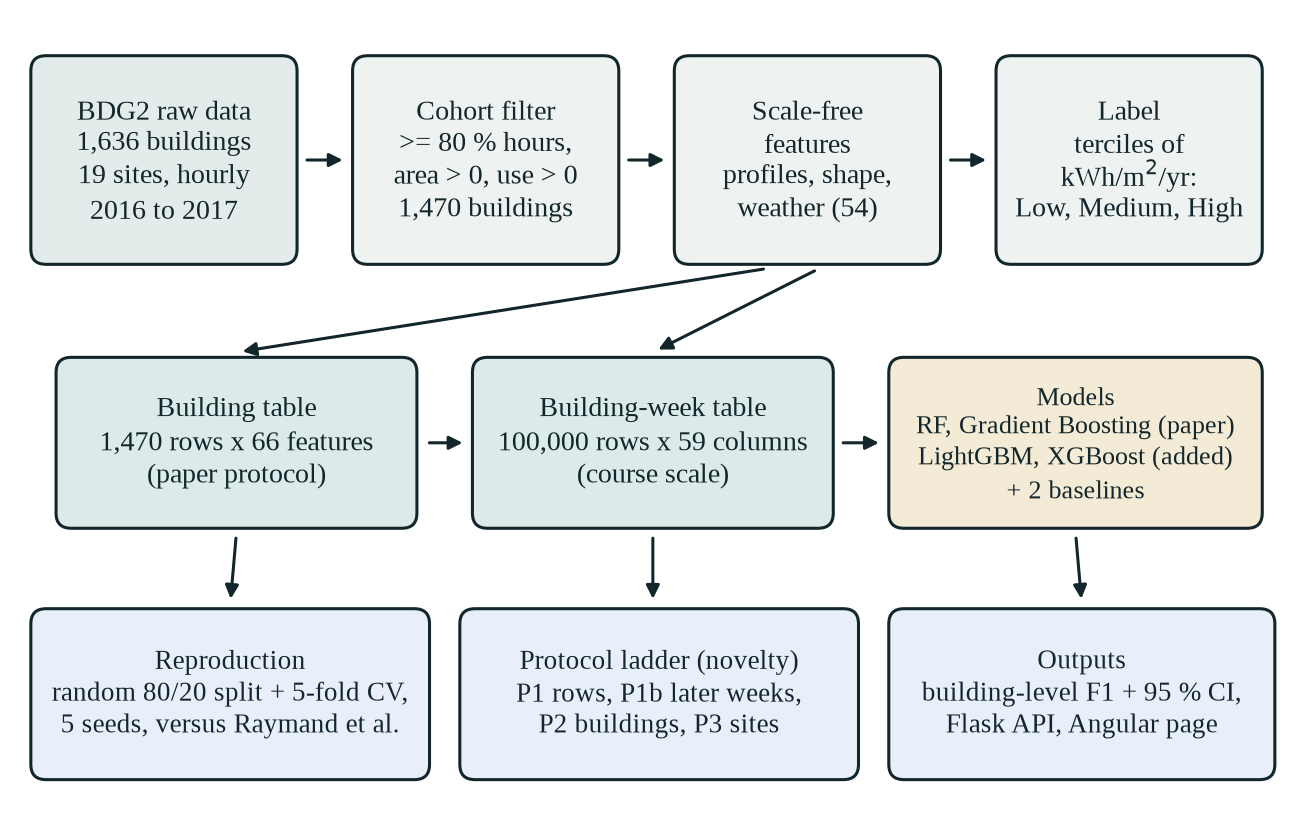 BDG2 raw data
1,636 buildings
19 sites, hourly
2016 to 2017
Cohort filter
>= 80 % hours,
area > 0, use > 0
1,470 buildings
Scale-free
features
profiles, shape,
weather (54)
Label
terciles of
kWh/m²/yr:
Low, Medium, High
Building table
1,470 rows x 66 features
(paper protocol)
Building-week table
100,000 rows x 59 columns
(course scale)
Models
RF, Gradient Boosting (paper)
LightGBM, XGBoost (added)
+ 2 baselines
Reproduction
random 80/20 split + 5-fold CV,
5 seeds, versus Raymand et al.
Protocol ladder (novelty)
P1 rows, P1b later weeks,
P2 buildings, P3 sites
Outputs
building-level F1 + 95 % CI,
Flask API, Angular page